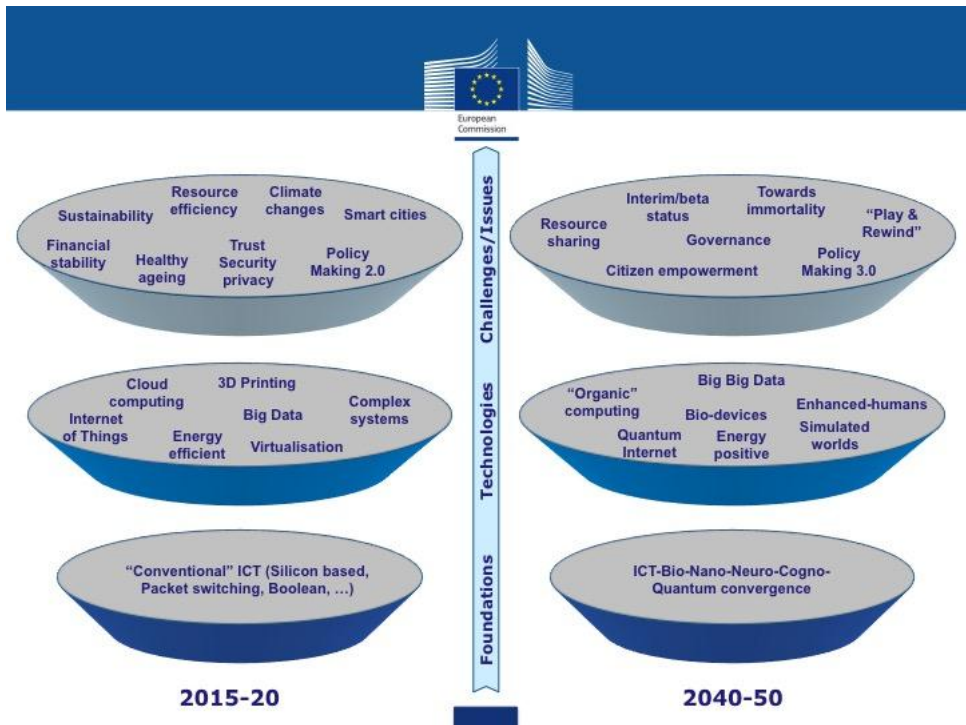 European
Commission
Sustainability
Resource
efficiency
Climate
changes
Smart cities
Financial
stability
Healthy
ageing
Trust
Security
privacy
Policy
Making 2.0
Challenges/Issues
Resource
sharing
Interim/beta
status
Towards
immortality
“Play &
Rewind”
Governance
Citizen empowerment
Policy
Making 3.0
Cloud
computing
3D Printing
Internet
of Things
Big Data
Complex
systems
Energy
efficient
Virtualisation
Technologies
“Organic”
computing
Big Big Data
Bio-devices
Enhanced-humans
Quantum
Internet
Energy
positive
Simulated
worlds
“Conventional” ICT (Silicon based,
Packet switching, Boolean, ...)
Foundations
ICT-Bio-Nano-Neuro-Cogno-
Quantum convergence
2015-20
2040-50